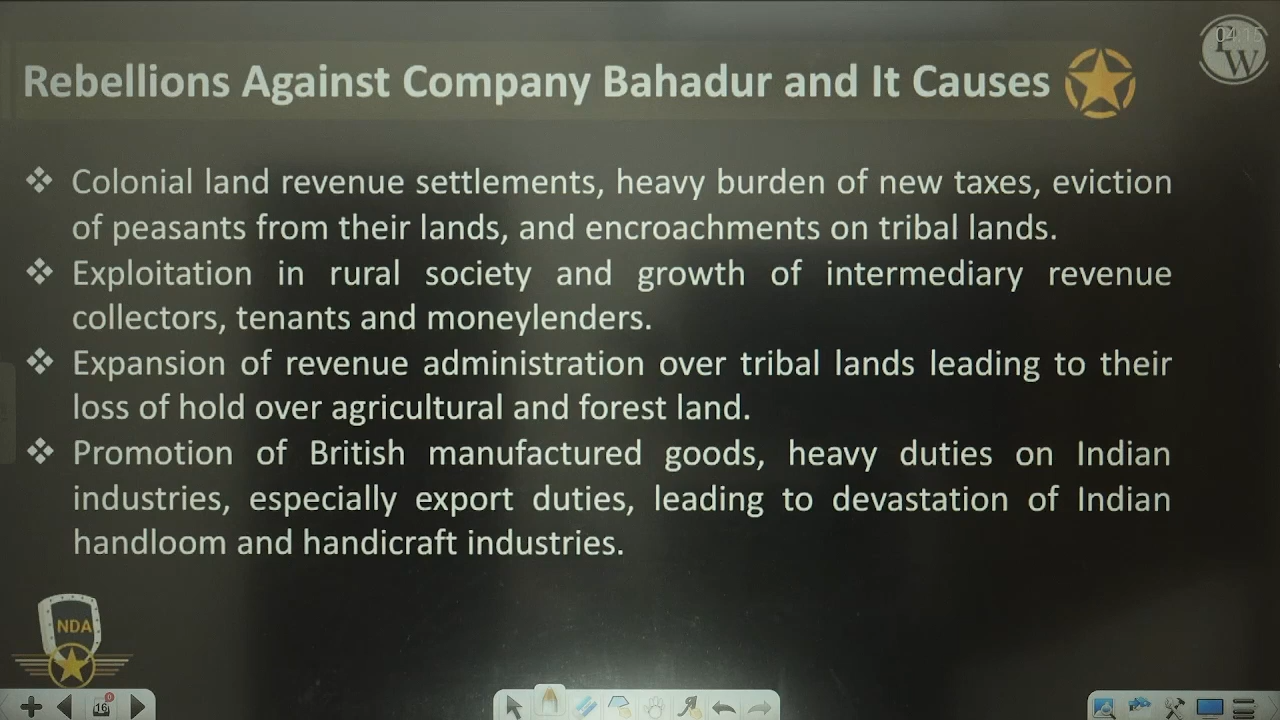 Rebellions Against Company Bahadur and It Causes
Colonial land revenue settlements, heavy burden of new taxes, eviction
of peasants from their lands, and encroachments on tribal lands.
Exploitation in rural society and growth of intermediary revenue
collectors, tenants and moneylenders.
Expansion of revenue administration over tribal lands leading to their
loss of hold over agricultural and forest land.
Promotion of British manufactured goods, heavy duties on Indian
industries, especially export duties, leading to devastation of Indian
handloom and handicraft industries.
NDA
16